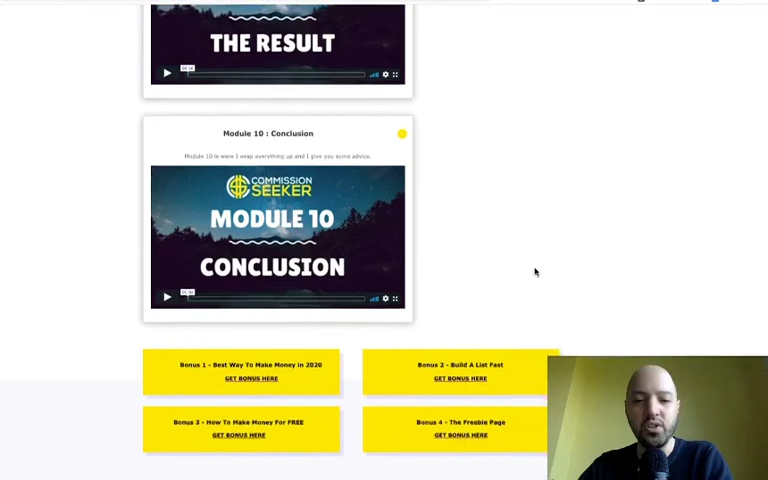 THE RESULT
Module 10 : Conclusion
Module 10 is were I wrap everything up and I give you some advice.
COMMISSION
SEEKER
MODULE 10
CONCLUSION
Bonus 1 - Best Way To Make Money in 2020
GET BONUS HERE
Bonus 2 - Build A List Fast
GET BONUS HERE
Bonus 3 - How To Make Money For FREE
GET BONUS HERE
Bonus 4 - The Freebie Page
GET BONUS HERE